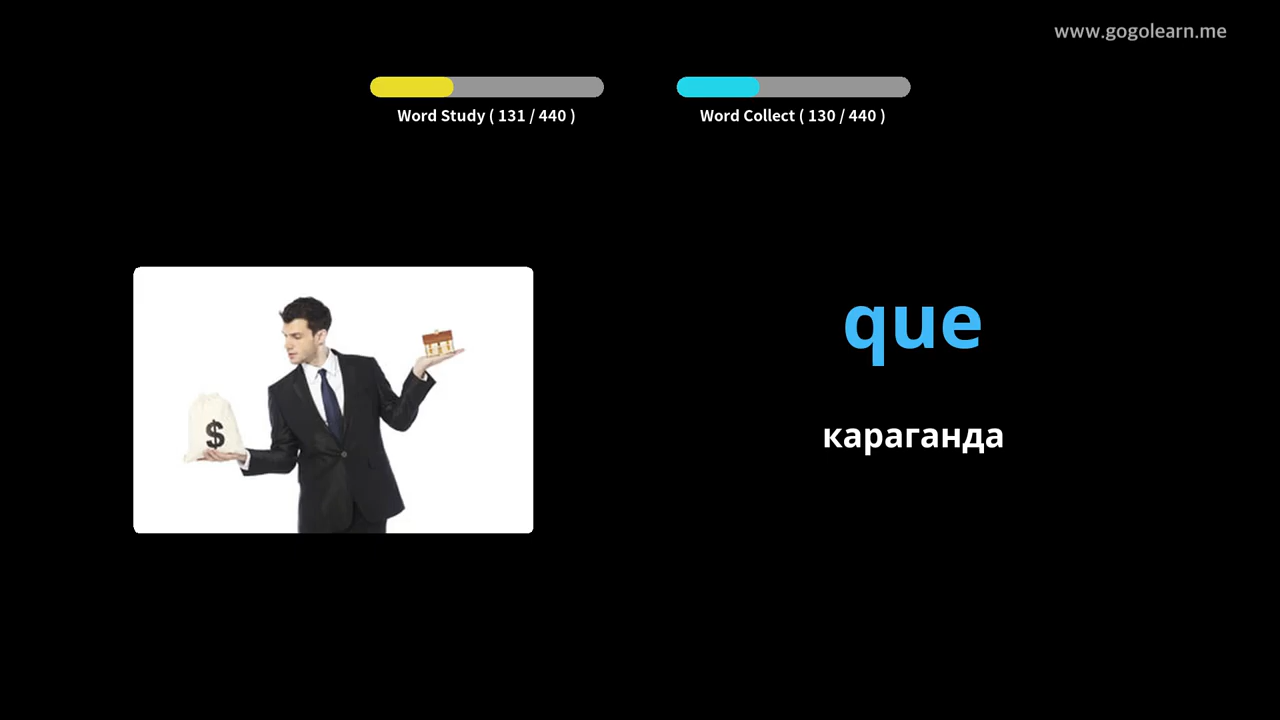 www.gogolearn.me
Word Study ( 131 / 440 )
Word Collect ( 130 / 440 )
que
караганда
$